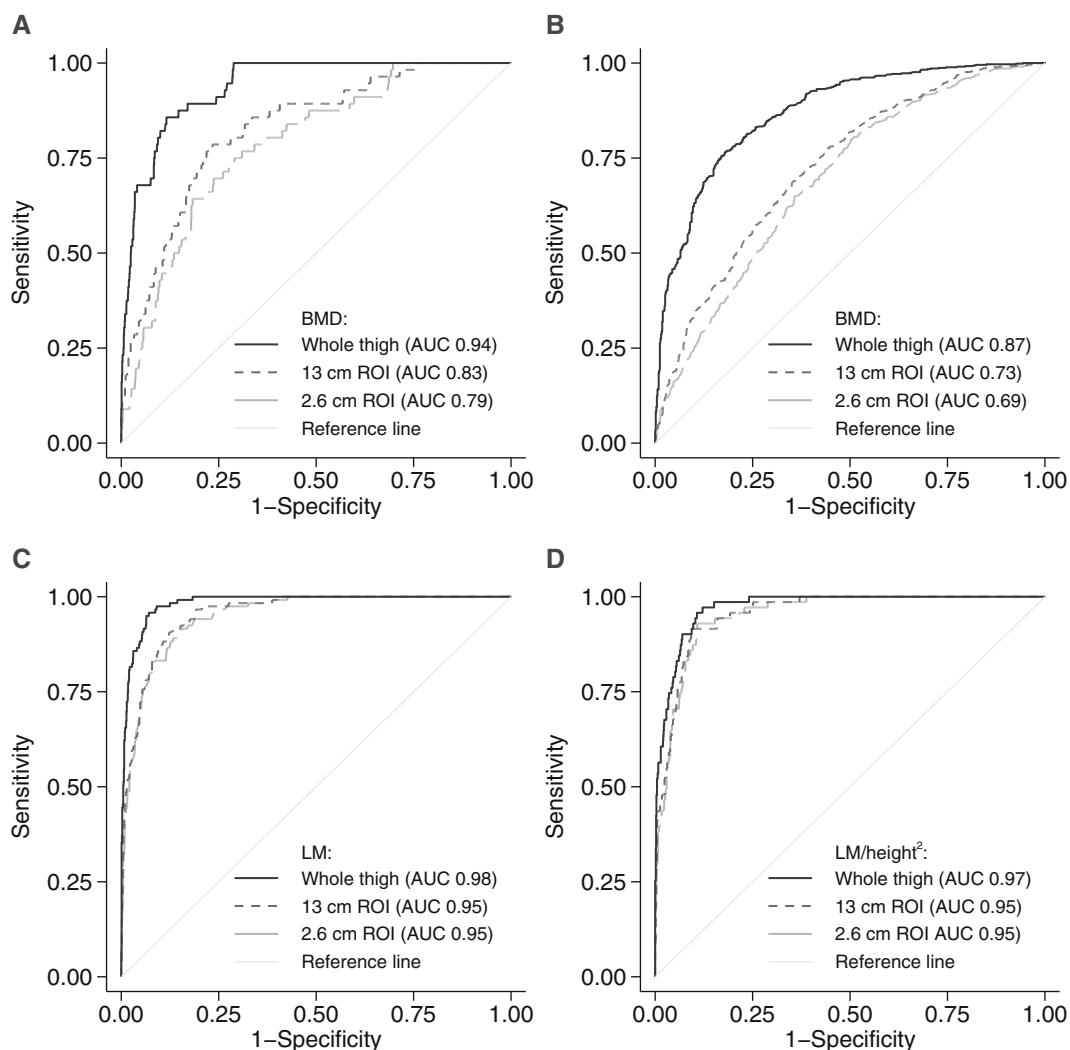 A
1.00
0.75
0.50
0.25
0.00
Sensitivity
BMD:
Whole thigh (AUC 0.94)
13 cm ROI (AUC 0.83)
2.6 cm ROI (AUC 0.79)
Reference line
0.00 0.25 0.50 0.75 1.00
1–Specificity
B
1.00
0.75
0.50
0.25
0.00
Sensitivity
BMD:
Whole thigh (AUC 0.87)
13 cm ROI (AUC 0.73)
2.6 cm ROI (AUC 0.69)
Reference line
0.00 0.25 0.50 0.75 1.00
1–Specificity
C
1.00
0.75
0.50
0.25
0.00
Sensitivity
LM:
Whole thigh (AUC 0.98)
13 cm ROI (AUC 0.95)
2.6 cm ROI (AUC 0.95)
Reference line
0.00 0.25 0.50 0.75 1.00
1–Specificity
D
1.00
0.75
0.50
0.25
0.00
Sensitivity
LM/height²:
Whole thigh (AUC 0.97)
13 cm ROI (AUC 0.95)
2.6 cm ROI AUC 0.95)
Reference line
0.00 0.25 0.50 0.75 1.00
1–Specificity